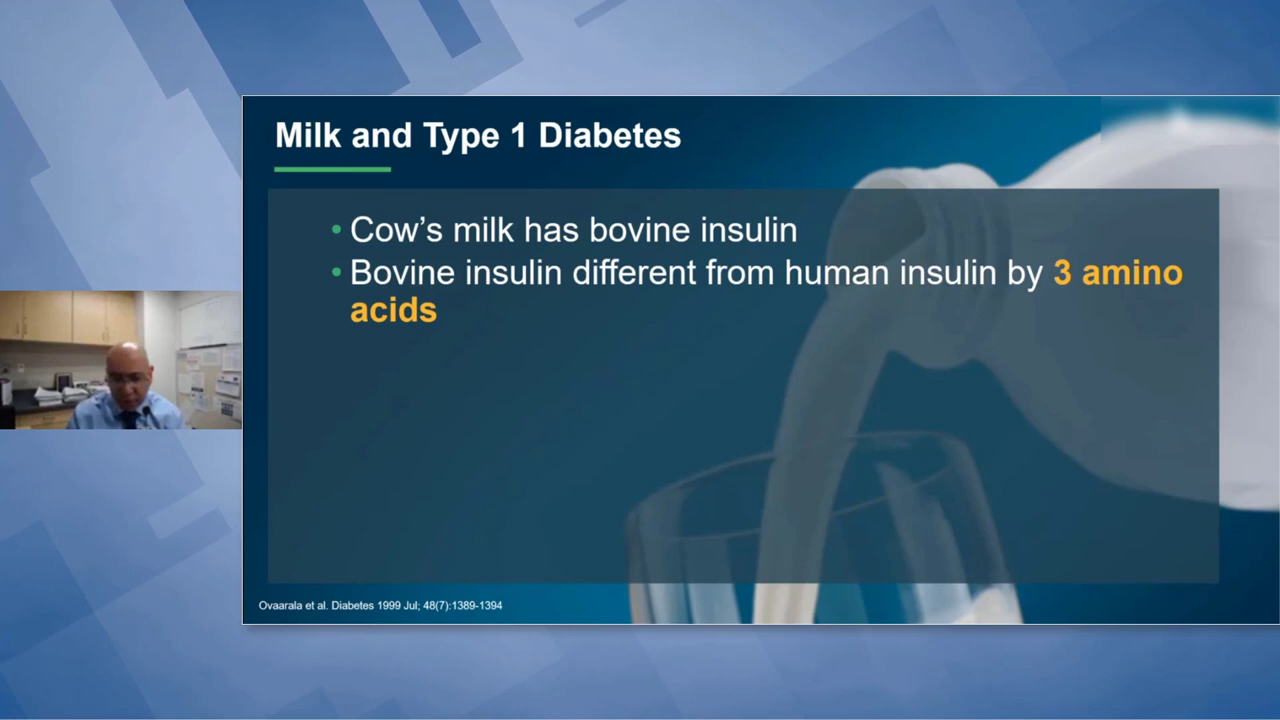 Milk and Type 1 Diabetes
• Cow’s milk has bovine insulin
• Bovine insulin different from human insulin by 3 amino
acids
Ovaarala et al. Diabetes 1999 Jul; 48(7):1389-1394